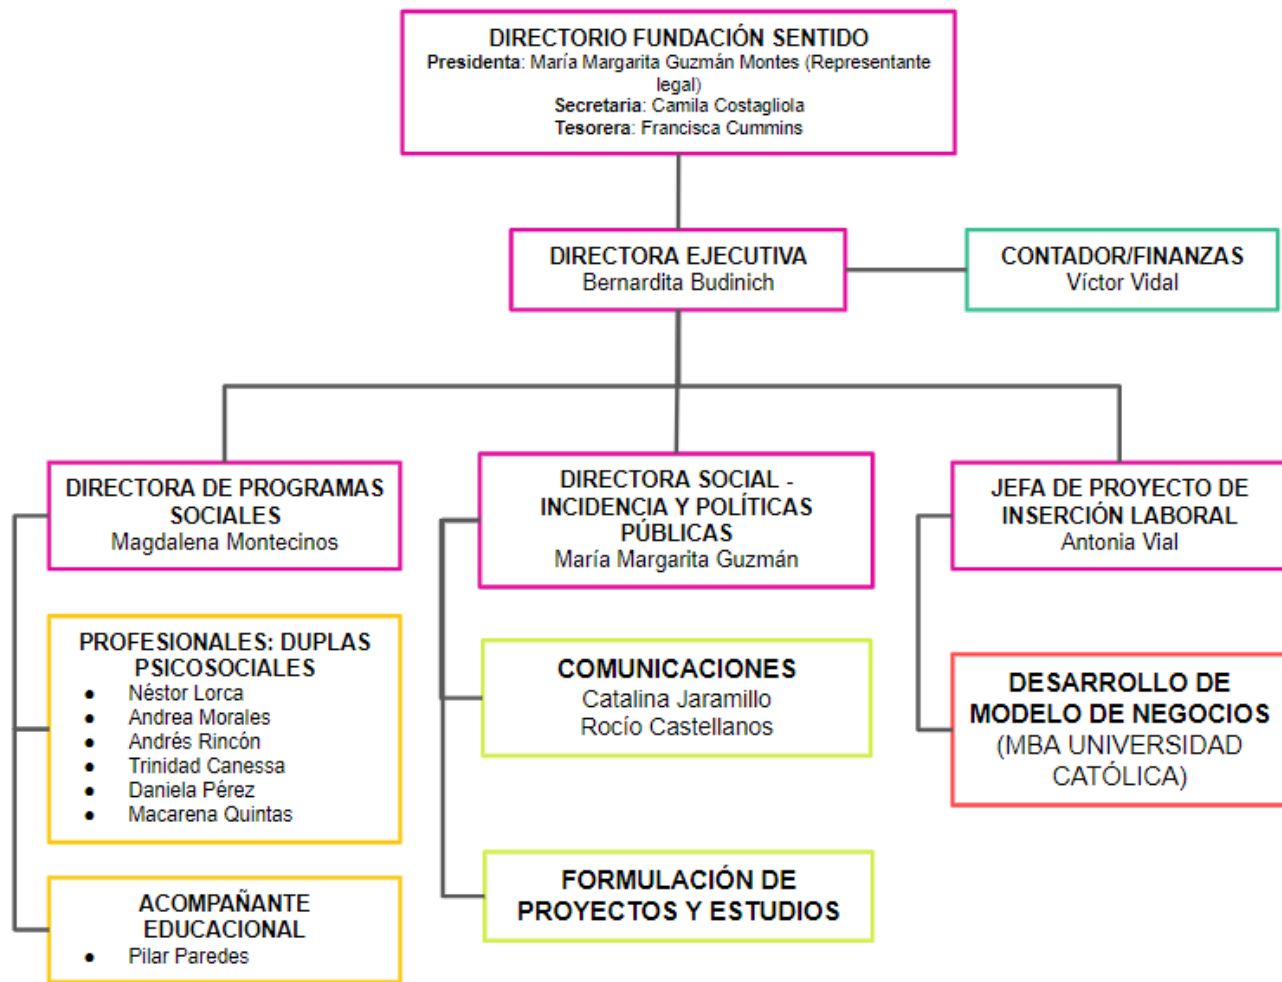 DIRECTORIO FUNDACIÓN SENTIDO
Presidenta: María Margarita Guzmán Montes (Representante
legal)
Secretaria: Camila Costagliola
Tesorera: Francisca Cummins
DIRECTORA EJECUTIVA
Bernardita Budinich
CONTADOR/FINANZAS
Víctor Vidal
DIRECTORA DE PROGRAMAS
SOCIALES
Magdalena Montecinos
DIRECTORA SOCIAL -
INCIDENCIA Y POLÍTICAS
PÚBLICAS
María Margarita Guzmán
JEFA DE PROYECTO DE
INSERCIÓN LABORAL
Antonia Vial
PROFESIONALES: DUPLAS
PSICOSOCIALES
● Néstor Lorca
● Andrea Morales
● Andrés Rincón
● Trinidad Canessa
● Daniela Pérez
● Macarena Quintas
COMUNICACIONES
Catalina Jaramillo
Rocío Castellanos
DESARROLLO DE
MODELO DE NEGOCIOS
(MBA UNIVERSIDAD
CATÓLICA)
ACOMPAÑANTE
EDUCACIONAL
● Pilar Paredes
FORMULACIÓN DE
PROYECTOS Y ESTUDIOS